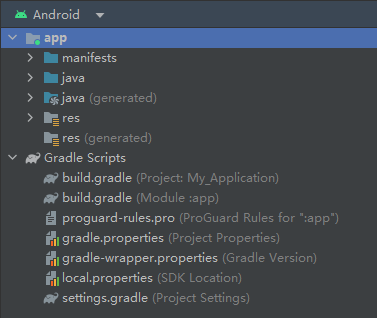 Android
app
manifests
java
java (generated)
res
res (generated)
Gradle Scripts
build.gradle (Project: My_Application)
build.gradle (Module :app)
proguard-rules.pro (ProGuard Rules for ":app")
gradle.properties (Project Properties)
gradle-wrapper.properties (Gradle Version)
local.properties (SDK Location)
settings.gradle (Project Settings)